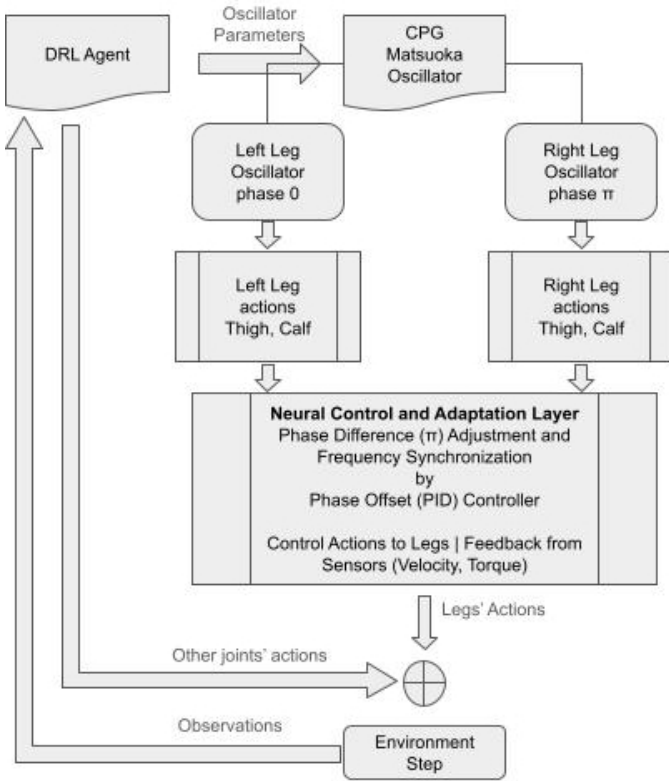 DRL Agent
Oscillator
Parameters
CPG
Matsuoka
Oscillator
Left Leg
Oscillator
phase 0
Right Leg
Oscillator
phase π
Left Leg
actions
Thigh, Calf
Right Leg
actions
Thigh, Calf
Neural Control and Adaptation Layer
Phase Difference (π) Adjustment and
Frequency Synchronization
by
Phase Offset (PID) Controller
Control Actions to Legs | Feedback from
Sensors (Velocity, Torque)
Legs' Actions
Other joints` actions
Observations
Environment
Step